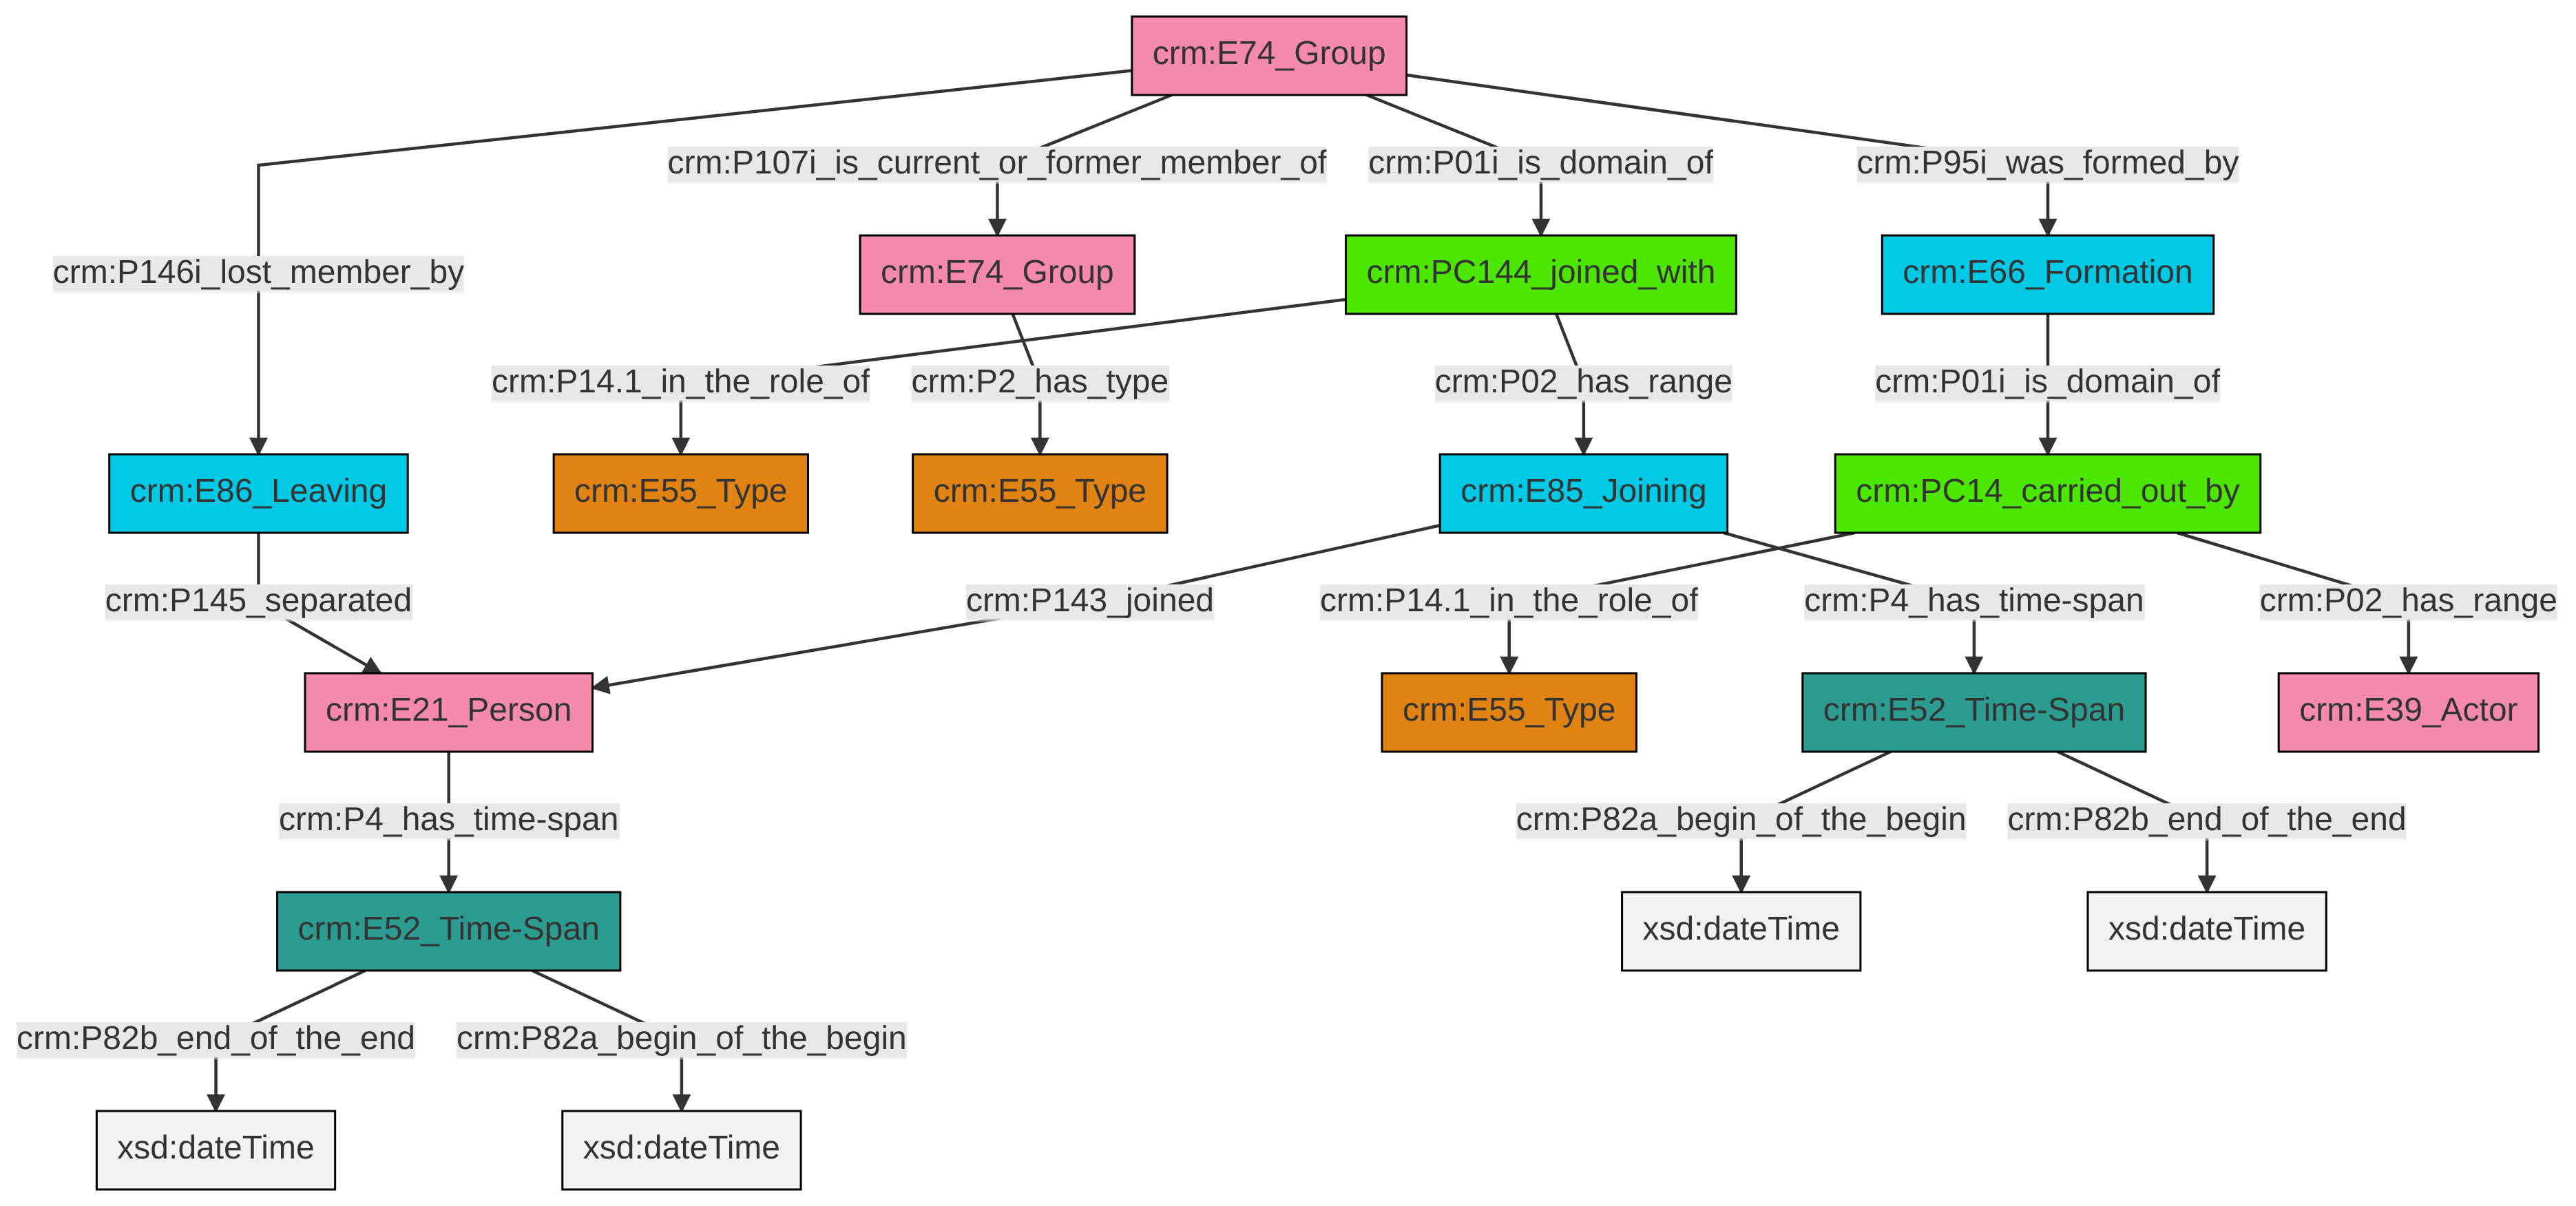 crm:E74_Group
crm:P107i_is_current_or_former_member_of
crm:P01i_is_domain_of
crm:P95i_was_formed_by
crm:P146i_lost_member_by
crm:E74_Group
crm:PC144_joined_with
crm:E66_Formation
crm:P14.1_in_the_role_of
crm:P2_has_type
crm:P02_has_range
crm:P01i_is_domain_of
crm:E86_Leaving
crm:E55_Type
crm:E55_Type
crm:E85_Joining
crm:PC14_carried_out_by
crm:P145_separated
crm:P143_joined
crm:P14.1_in_the_role_of
crm:P4_has_time-span
crm:P02_has_range
crm:E21_Person
crm:E55_Type
crm:E52_Time-Span
crm:E39_Actor
crm:P4_has_time-span
crm:P82a_begin_of_the_begin
crm:P82b_end_of_the_end
crm:E52_Time-Span
xsd:dateTime
xsd:dateTime
crm:P82b_end_of_the_end
crm:P82a_begin_of_the_begin
xsd:dateTime
xsd:dateTime